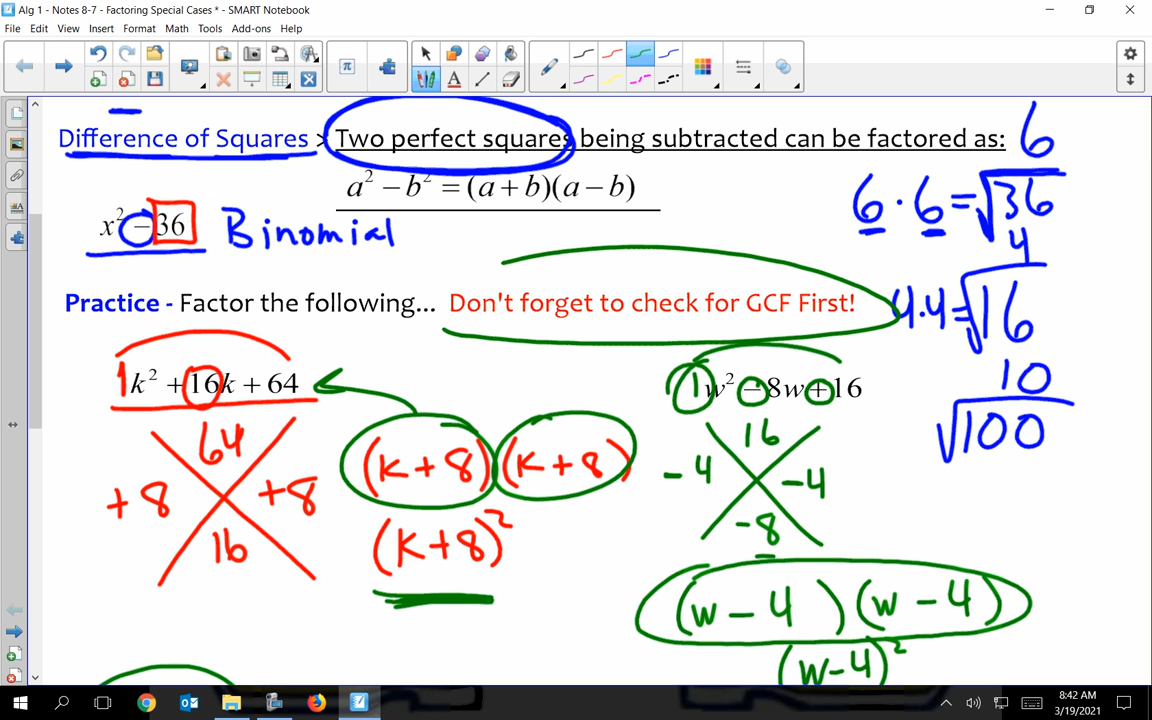 Alg 1 - Notes 8-7 - Factoring Special Cases * - SMART Notebook
File Edit View Insert Format Math Tools Add-ons Help
Difference of Squares > Two perfect squares being subtracted can be factored as:
a² − b² = (a + b)(a − b)
6
6 · 6 = √36
x² − 36 Binomial
4
4.4=√16
Practice - Factor the following... Don't forget to check for GCF First!
10
√100
1k² + 16k + 64
1w² − 8w + 16
64
+8 +8
16
(k+8)(k+8)
(k+8)²
16
-4 -4
-8
(w-4)(w-4)
(w-4)²
8:42 AM
3/19/2021